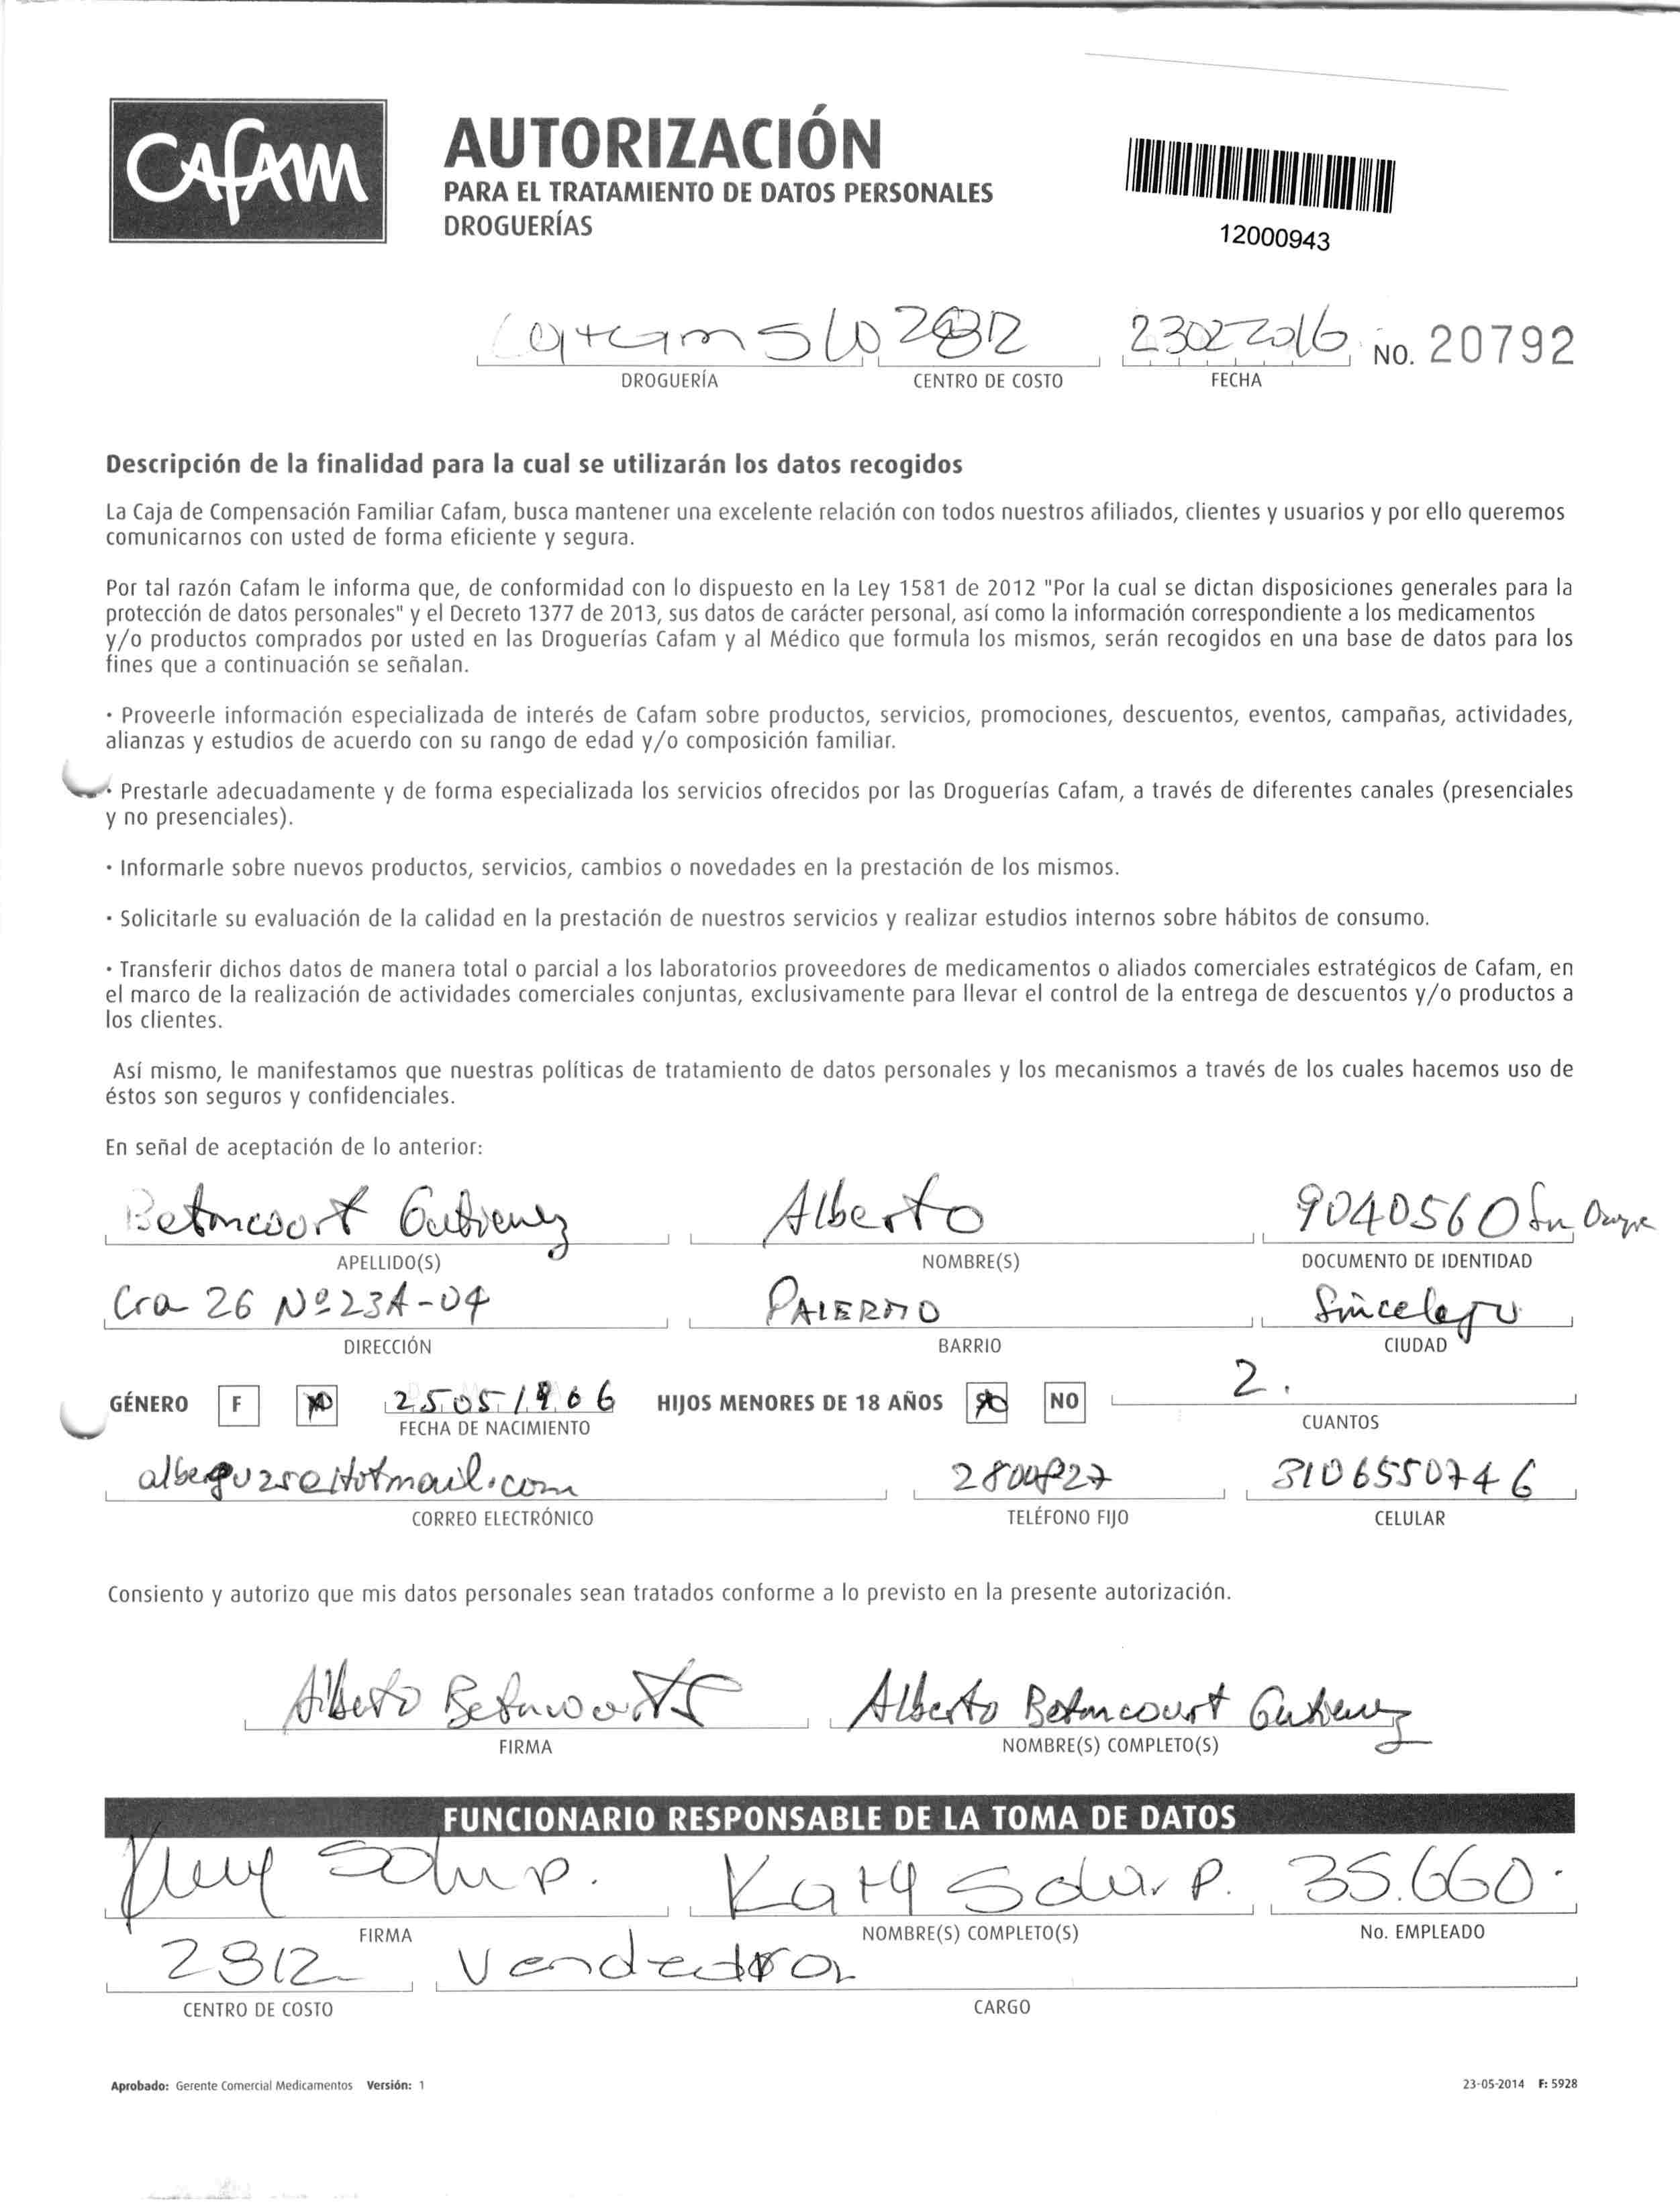 Cafam
AUTORIZACIÓN
PARA EL TRATAMIENTO DE DATOS PERSONALES
DROGUERÍAS
12000943
23022016 NO. 20792
DROGUERÍA CENTRO DE COSTO FECHA
Descripción de la finalidad para la cual se utilizarán los datos recogidos
La Caja de Compensación Familiar Cafam, busca mantener una excelente relación con todos nuestros afiliados, clientes y usuarios y por ello queremos
comunicarnos con usted de forma eficiente y segura.
Por tal razón Cafam le informa que, de conformidad con lo dispuesto en la Ley 1581 de 2012 "Por la cual se dictan disposiciones generales para la
protección de datos personales" y el Decreto 1377 de 2013, sus datos de carácter personal, así como la información correspondiente a los medicamentos
y/o productos comprados por usted en las Droguerías Cafam y al Médico que formula los mismos, serán recogidos en una base de datos para los
fines que a continuación se señalan.
· Proveerle información especializada de interés de Cafam sobre productos, servicios, promociones, descuentos, eventos, campañas, actividades,
alianzas y estudios de acuerdo con su rango de edad y/o composición familiar.
· Prestarle adecuadamente y de forma especializada los servicios ofrecidos por las Droguerías Cafam, a través de diferentes canales (presenciales
y no presenciales).
· Informarle sobre nuevos productos, servicios, cambios o novedades en la prestación de los mismos.
· Solicitarle su evaluación de la calidad en la prestación de nuestros servicios y realizar estudios internos sobre hábitos de consumo.
· Transferir dichos datos de manera total o parcial a los laboratorios proveedores de medicamentos o aliados comerciales estratégicos de Cafam, en
el marco de la realización de actividades comerciales conjuntas, exclusivamente para llevar el control de la entrega de descuentos y/o productos a
los clientes.
Así mismo, le manifestamos que nuestras políticas de tratamiento de datos personales y los mecanismos a través de los cuales hacemos uso de
éstos son seguros y confidenciales.
En señal de aceptación de lo anterior:
Betancourt Gutierrez Alberto 9040560
APELLIDO(S) NOMBRE(S) DOCUMENTO DE IDENTIDAD
Cra 26 Nº 23A-04 PALERMO Sincelejo
DIRECCIÓN BARRIO CIUDAD
GÉNERO F 25051966 HIJOS MENORES DE 18 AÑOS NO 2.
FECHA DE NACIMIENTO CUANTOS
3106550746
CORREO ELECTRÓNICO TELÉFONO FIJO CELULAR
Consiento y autorizo que mis datos personales sean tratados conforme a lo previsto en la presente autorización.
Alberto Betancourt G Alberto Betancourt Gutierrez
FIRMA NOMBRE(S) COMPLETO(S)
FUNCIONARIO RESPONSABLE DE LA TOMA DE DATOS
Katy P. 35.660.
FIRMA NOMBRE(S) COMPLETO(S) No. EMPLEADO
2812 Vendedor
CENTRO DE COSTO CARGO
Aprobado: Gerente Comercial Medicamentos Versión: 1 23-05-2014 F: 5928